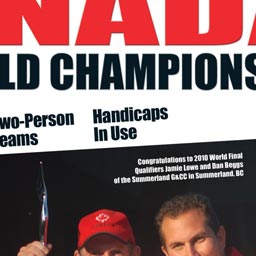 NADA
LD CHAMPIONS
wo-Person
eams
Handicaps
In Use
Congratulations to 2010 World Final
Qualifiers Jamie Lowe and Dan Boggs
of the Summerland G&CC in Summerland, BC